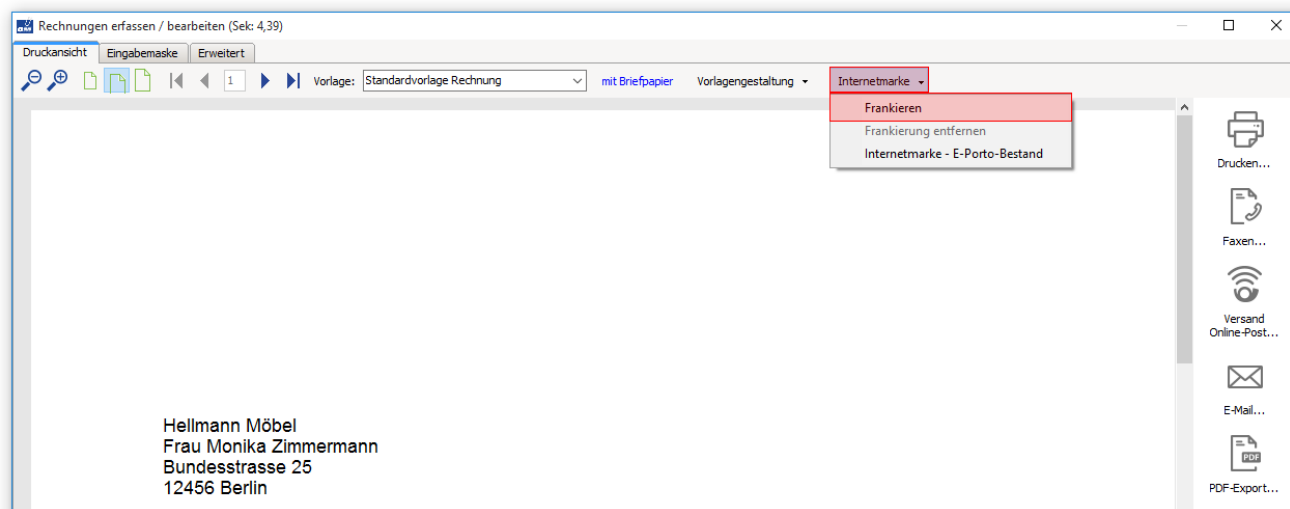 Rechnungen erfassen / bearbeiten (Sek: 4,39)
Druckansicht Eingabemaske Erweitert
1 Vorlage: Standardvorlage Rechnung mit Briefpapier Vorlagengestaltung Internetmarke
Frankieren
Frankierung entfernen
Internetmarke - E-Porto-Bestand
Drucken...
Faxen...
Versand
Online-Post...
E-Mail...
PDF
PDF-Export...
Hellmann Möbel
Frau Monika Zimmermann
Bundesstrasse 25
12456 Berlin